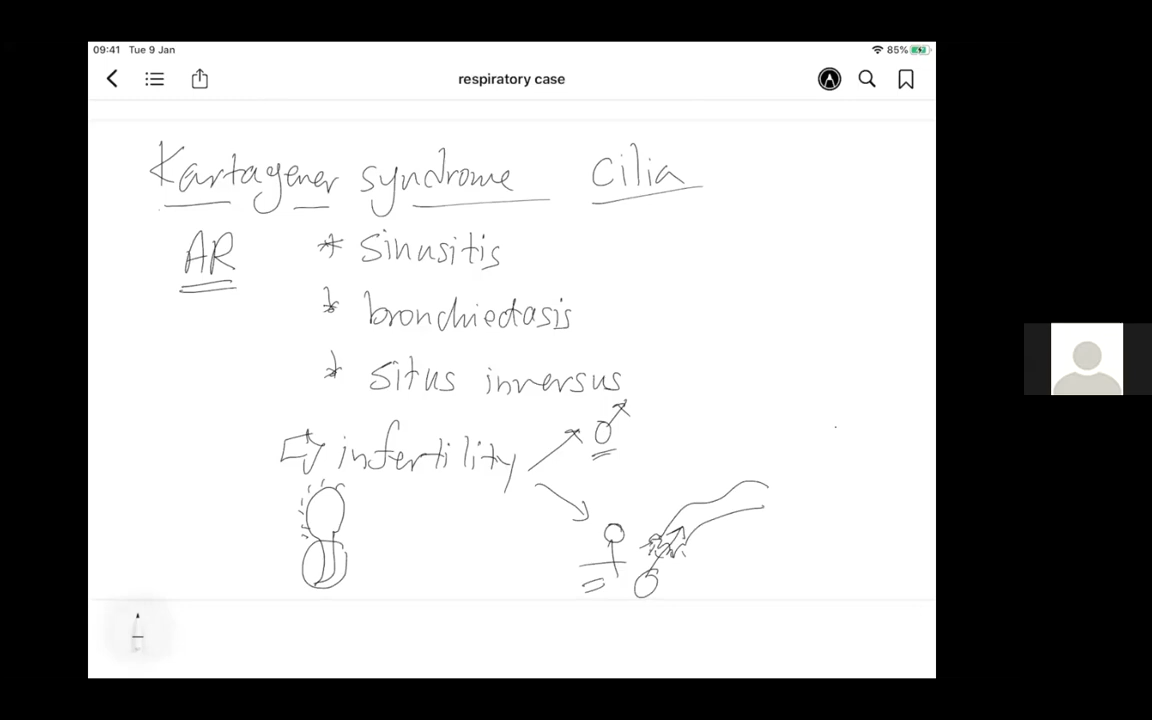 09:41 Tue 9 Jan 85%
respiratory case
Kartagener syndrome cilia
AR * Sinusitis
* bronchiectasis
* Situs inversus
⇨ infertility